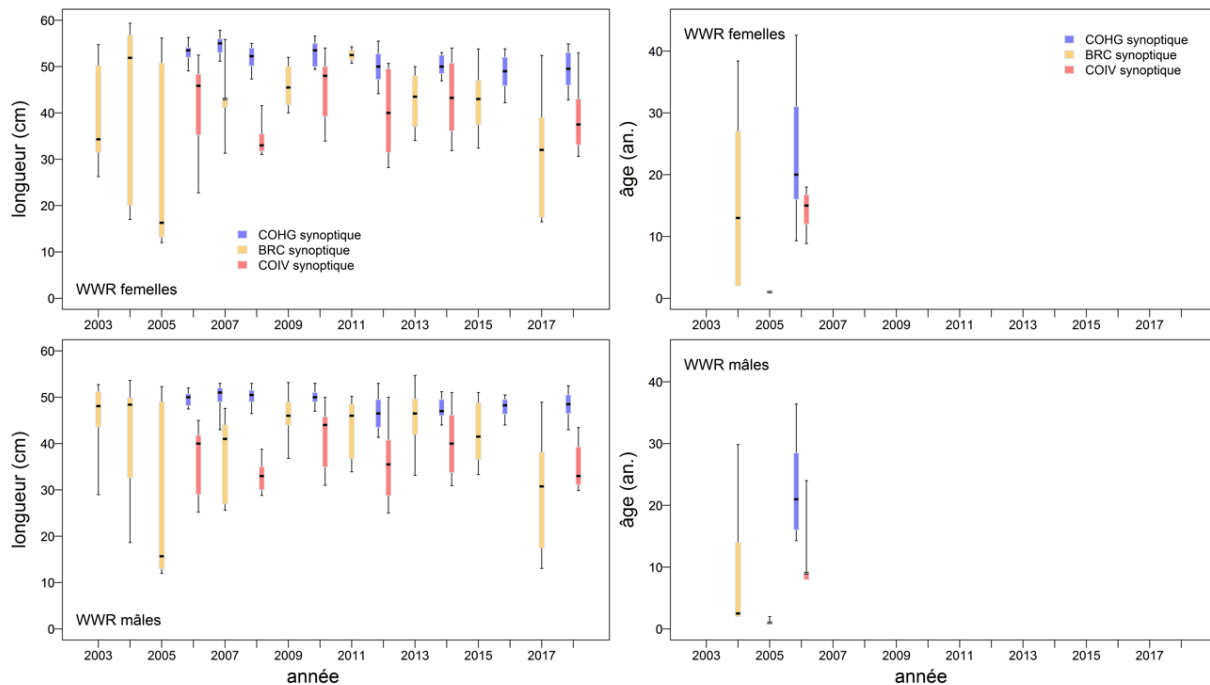 longueur (cm)
60
50
40
30
20
10
0
COHG synoptique
BRC synoptique
COIV synoptique
WWR femelles
2003 2005 2007 2009 2011 2013 2015 2017
âge (an.)
40
30
20
10
0
WWR femelles
COHG synoptique
BRC synoptique
COIV synoptique
2003 2005 2007 2009 2011 2013 2015 2017
longueur (cm)
60
50
40
30
20
10
0
WWR mâles
2003 2005 2007 2009 2011 2013 2015 2017
année
âge (an.)
WWR mâles
40
30
20
10
0
2003 2005 2007 2009 2011 2013 2015 2017
année